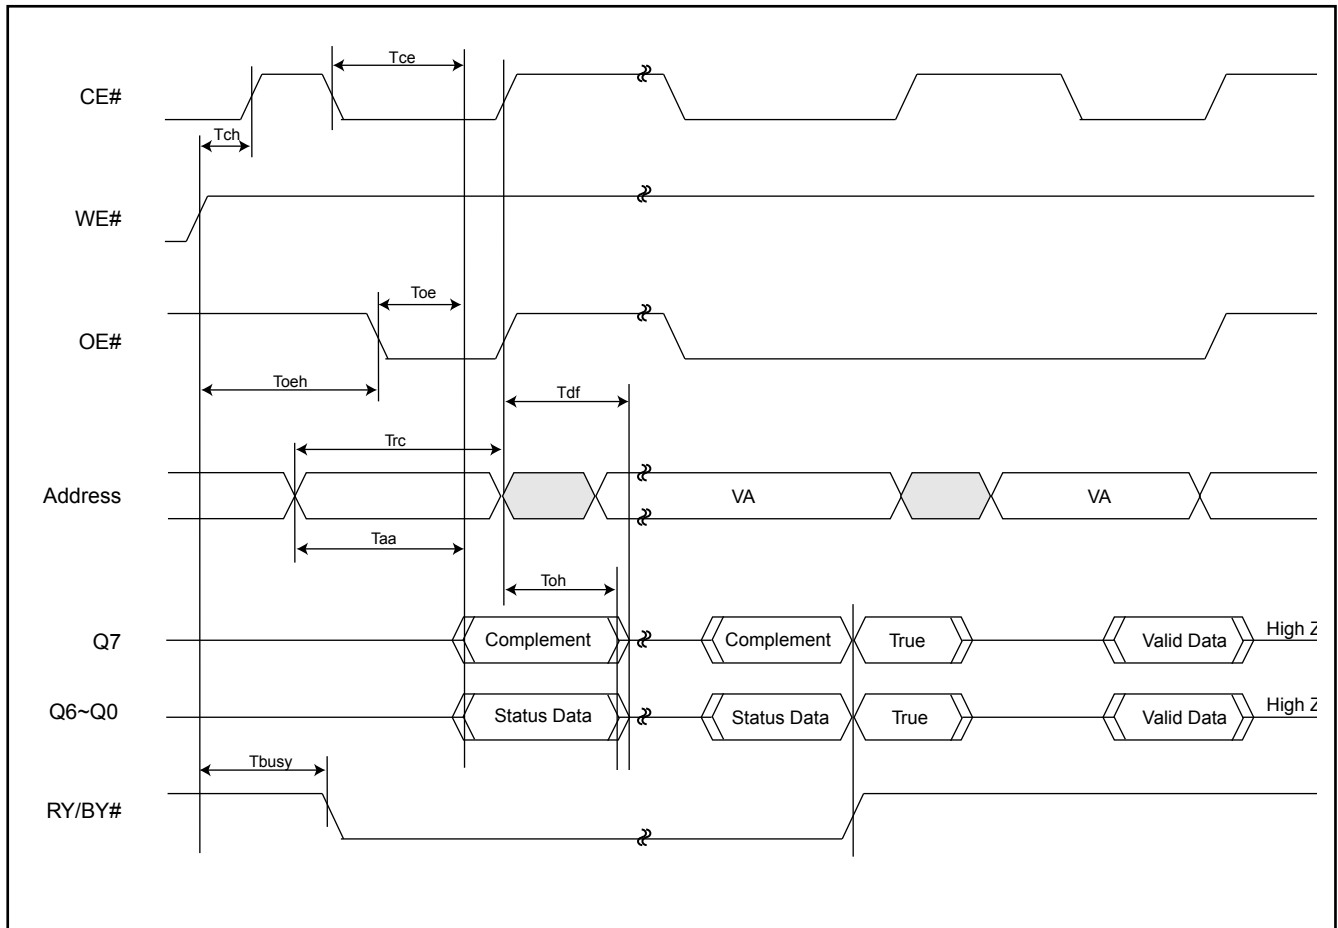 Tce
CE#
Tch
WE#
Toe
OE#
Toeh
Tdf
Trc
Address
VA
VA
Taa
Toh
Q7
Complement
Complement
True
Valid Data
High Z
Q6~Q0
Status Data
Status Data
True
Valid Data
High Z
Tbusy
RY/BY#